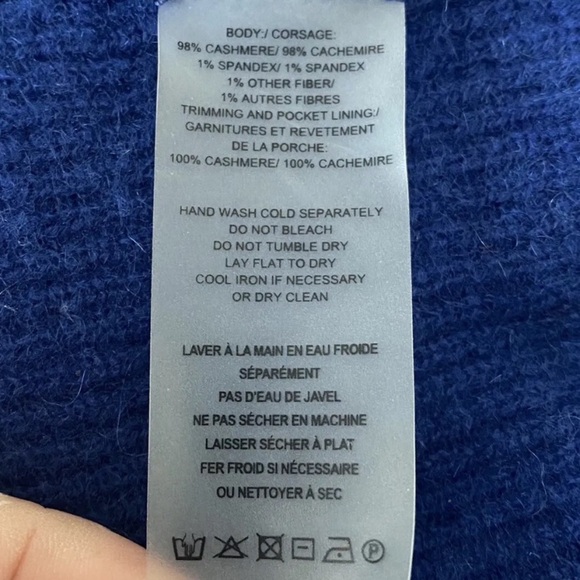 BODY:/ CORSAGE:
98% CASHMERE/ 98% CACHEMIRE
1% SPANDEX/ 1% SPANDEX
1% OTHER FIBER/
1% AUTRES FIBRES
TRIMMING AND POCKET LINING:/
GARNITURES ET REVETEMENT
DE LA PORCHE:
100% CASHMERE/ 100% CACHEMIRE
HAND WASH COLD SEPARATELY
DO NOT BLEACH
DO NOT TUMBLE DRY
LAY FLAT TO DRY
COOL IRON IF NECESSARY
OR DRY CLEAN
LAVER À LA MAIN EN EAU FROIDE
SÉPARÉMENT
PAS D'EAU DE JAVEL
NE PAS SÉCHER EN MACHINE
LAISSER SÉCHER À PLAT
FER FROID SI NÉCESSAIRE
OU NETTOYER À SEC
P